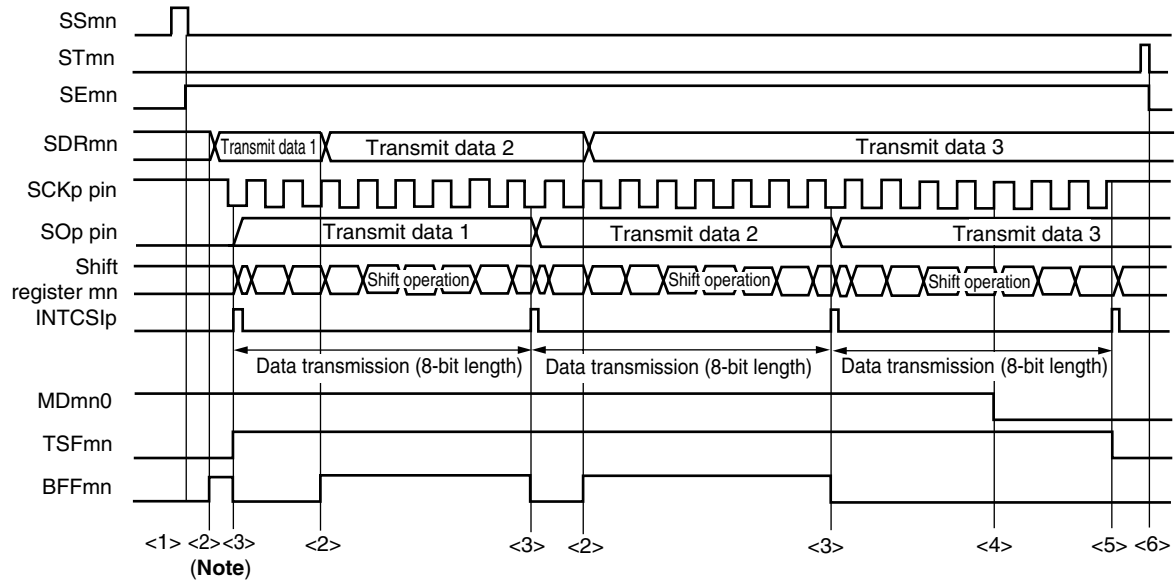 SSmn
STmn
SEmn
SDRmn
Transmit data 1
Transmit data 2
Transmit data 3
SCKp pin
SOp pin
Transmit data 1
Transmit data 2
Transmit data 3
Shift
register mn
Shift operation
Shift operation
Shift operation
INTCSIp
Data transmission (8-bit length)
Data transmission (8-bit length)
Data transmission (8-bit length)
MDmn0
TSFmn
BFFmn
<1> <2> <3> <2> <3> <2> <3> <4> <5> <6>
(Note)